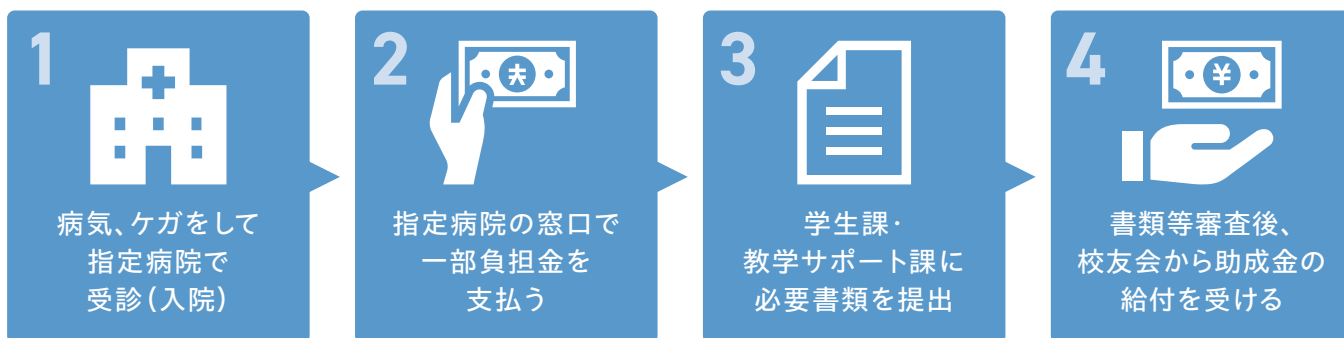 1
病気、ケガをして
指定病院で
受診(入院)
2
指定病院の窓口で
一部負担金を
支払う
3
学生課・
教学サポート課に
必要書類を提出
4
¥
書類等審査後、
校友会から助成金の
給付を受ける